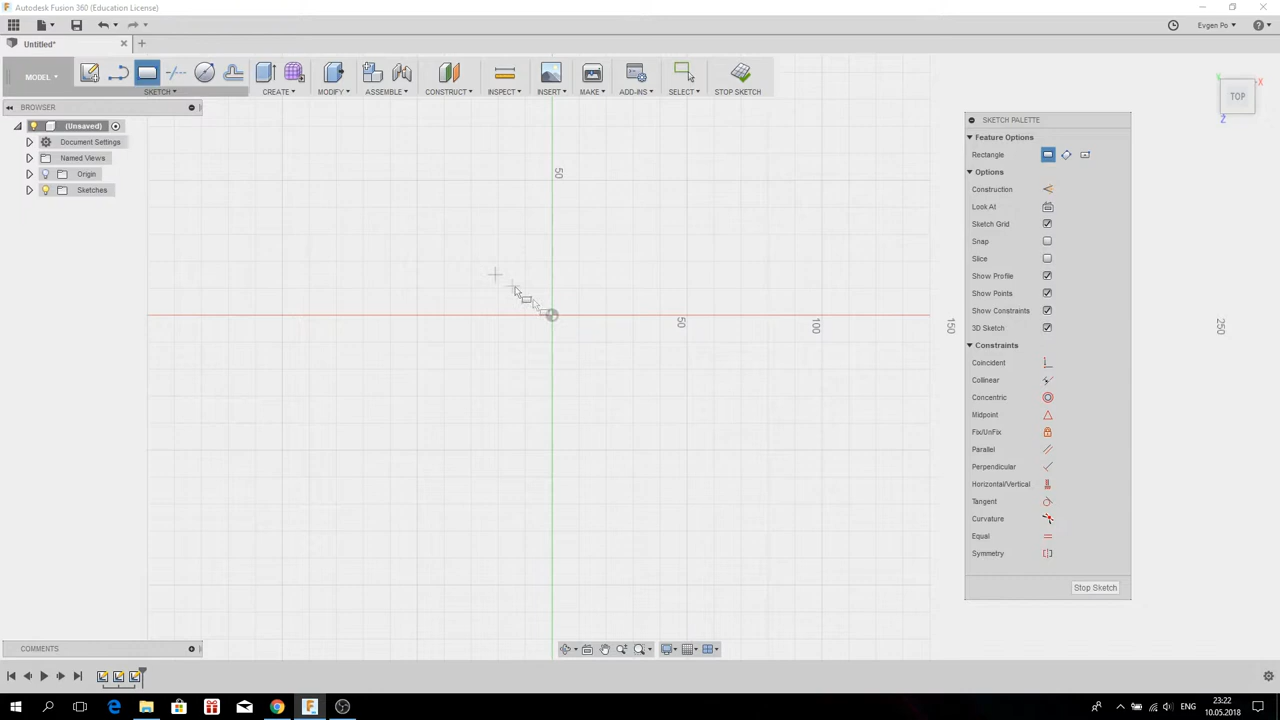 Autodesk Fusion 360 (Education License)
Evgen Po
Untitled*
MODEL
SKETCH
CREATE
MODIFY
ASSEMBLE
CONSTRUCT
INSPECT
INSERT
MAKE
ADD-INS
SELECT
STOP SKETCH
BROWSER
(Unsaved)
Document Settings
Named Views
Origin
Sketches
TOP
X
Y
Z
50
50
100
150
250
SKETCH PALETTE
Feature Options
Rectangle
Options
Construction
Look At
Sketch Grid
Snap
Slice
Show Profile
Show Points
Show Constraints
3D Sketch
Constraints
Coincident
Collinear
Concentric
Midpoint
Fix/UnFix
Parallel
Perpendicular
Horizontal/Vertical
Tangent
Curvature
Equal
Symmetry
Stop Sketch
COMMENTS
ENG
23:22
10.05.2018